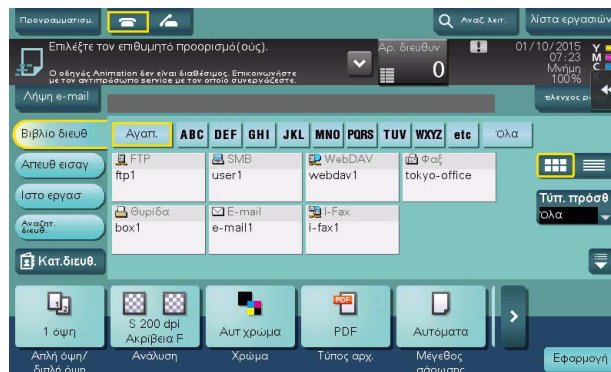 Προγραμματισμ.
Αναζ. λειτ.
Λίστα εργασιών
Επιλέξτε τον επιθυμητό προορισμό(ούς).
Ο οδηγός Animation δεν είναι διαθέσιμος. Επικοινωνήστε
με τον αντιπρόσωπο service με τον οποίο συνεργάζεστε.
Αρ. διευθύν
0
01/10/2015
07:23
Μνήμη
100%
Y
M
C
K
Λήψη e-mail
Βιβλίο διευθ
Αγαπ.
ABC
DEF
GHI
JKL
MNO
PQRS
TUV
WXYZ
etc
Όλα
Απευθ εισαγ
FTP
ftp1
SMB
user1
WebDAV
webdav1
Φαξ
tokyo-office
Ιστο εργασ
Τύπ. πρόσθ
Όλα
Αναζητ.
διευθ.
Θυρίδα
box1
E-mail
e-mail1
I-Fax
i-fax1
Κατ.διευθ.
1 όψη
S 200 dpi
Ακρίβεια F
Αυτ χρώμα
PDF
PDF
Αυτόματα
Απλή όψη/
διπλή όψη
Ανάλυση
Χρώμα
Τύπος αρχ.
Μέγεθος
σάρωσης
Εφαρμογή